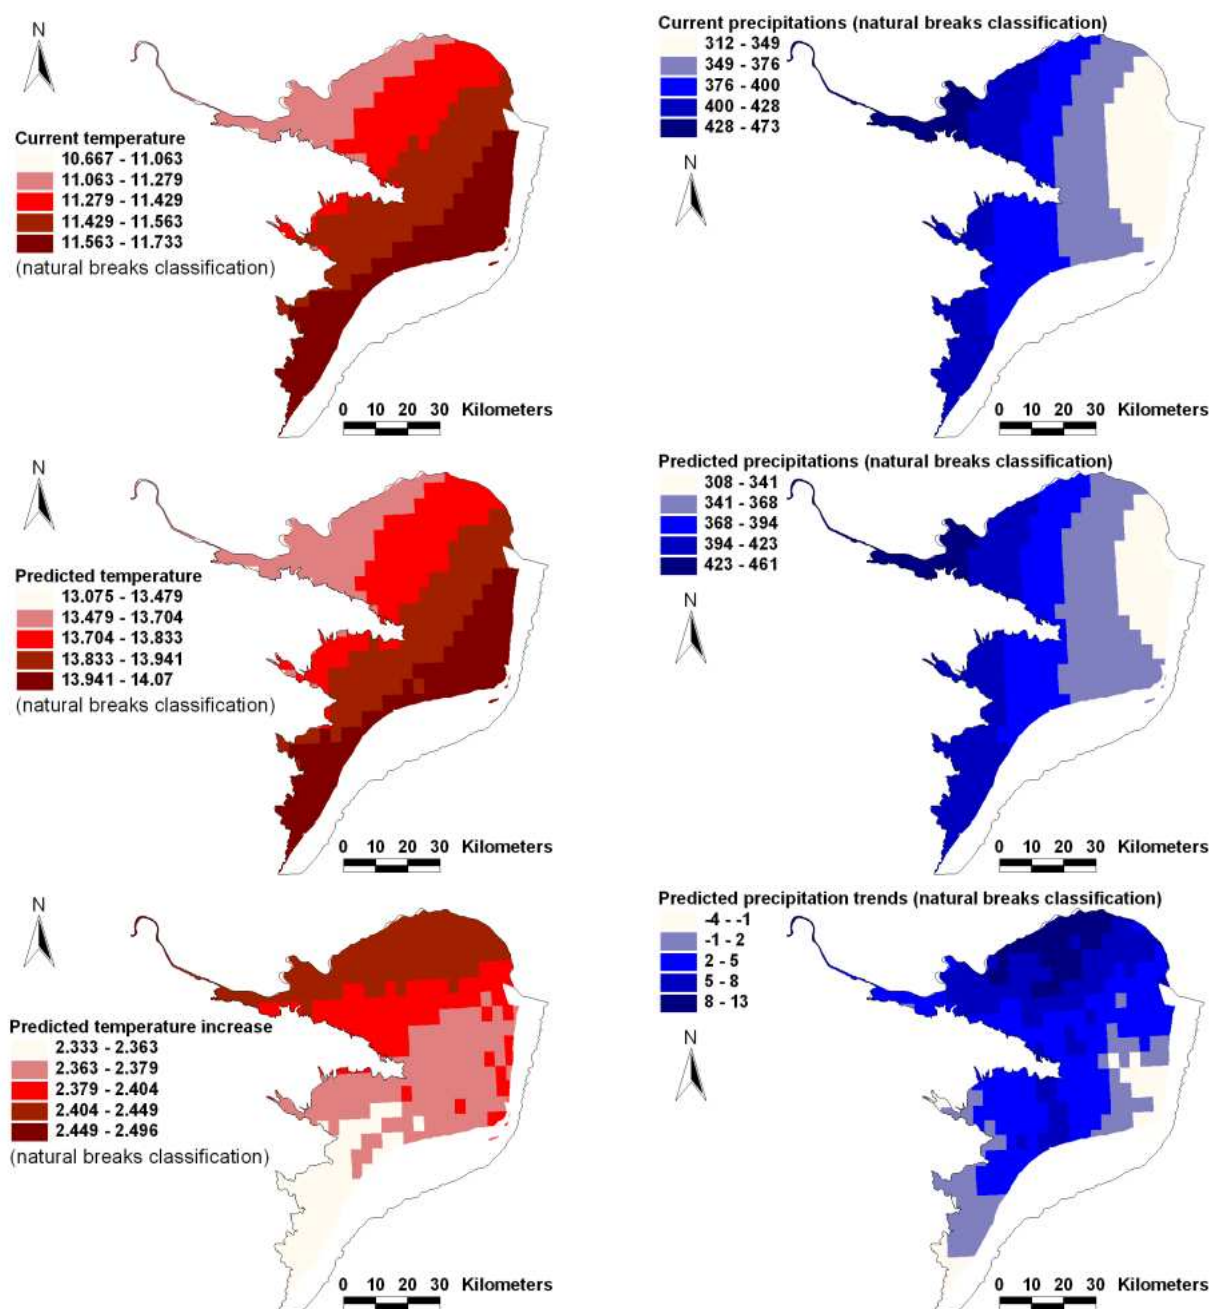 N
Current temperature
10.667 - 11.063
11.063 - 11.279
11.279 - 11.429
11.429 - 11.563
11.563 - 11.733
(natural breaks classification)
0 10 20 30 Kilometers
Current precipitations (natural breaks classification)
312 - 349
349 - 376
376 - 400
400 - 428
428 - 473
N
0 10 20 30 Kilometers
N
Predicted temperature
13.075 - 13.479
13.479 - 13.704
13.704 - 13.833
13.833 - 13.941
13.941 - 14.07
(natural breaks classification)
0 10 20 30 Kilometers
Predicted precipitations (natural breaks classification)
308 - 341
341 - 368
368 - 394
394 - 423
423 - 461
N
0 10 20 30 Kilometers
N
Predicted temperature increase
2.333 - 2.363
2.363 - 2.379
2.379 - 2.404
2.404 - 2.449
2.449 - 2.496
(natural breaks classification)
0 10 20 30 Kilometers
Predicted precipitation trends (natural breaks classification)
-4 - -1
-1 - 2
2 - 5
5 - 8
8 - 13
N
0 10 20 30 Kilometers